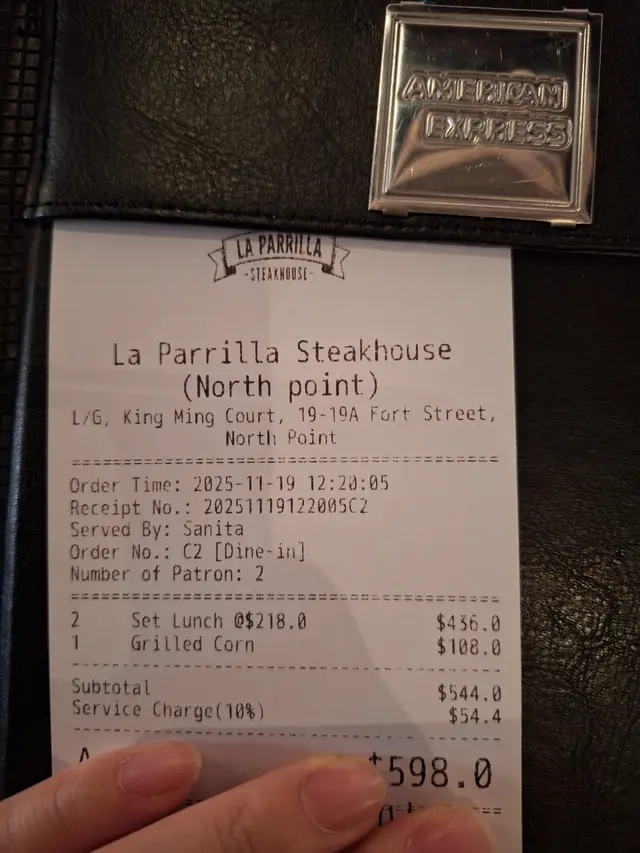 AMERICAN
EXPRESS
LA PARRILLA
-STEAKHOUSE-
La Parrilla Steakhouse
(North point)
L/G, King Ming Court, 19-19A Fort Street,
North Point
================================
Order Time: 2025-11-19 12:20:05
Receipt No.: 20251119122005C2
Served By: Sanita
Order No.: C2 [Dine-in]
Number of Patron: 2
================================
2 Set Lunch @$218.0 $436.0
1 Grilled Corn $108.0
--------------------------------
Subtotal $544.0
Service Charge(10%) $54.4
--------------------------------
$598.0